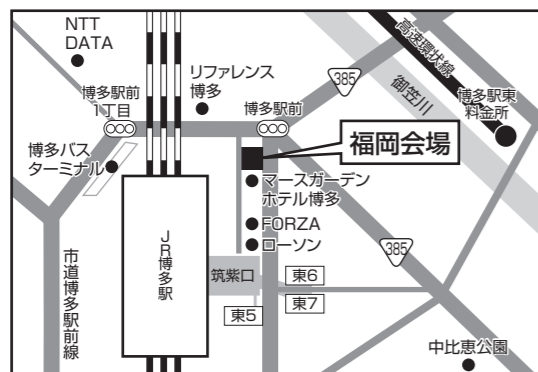 NTT
DATA
リファレンス
博多
385
高速環状線
御笠川
博多駅東
料金所
博多駅前
1丁目
博多駅前
福岡会場
博多バス
ターミナル
マースガーデン
ホテル博多
FORZA
ローソン
JR博多駅
市道博多駅前線
筑紫口
東6
東7
東5
385
中比恵公園